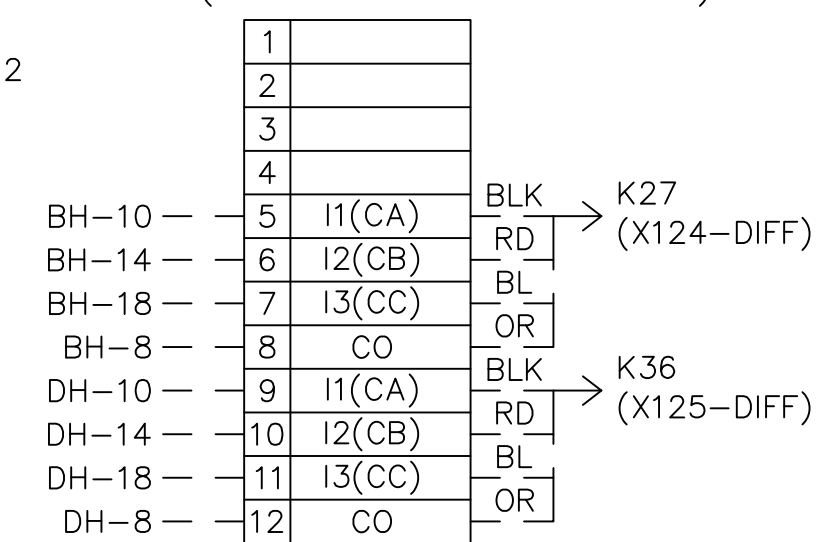 1
2
2
3
4
BH-10 5 I1(CA) BLK K27
RD (X124-DIFF)
BH-14 6 I2(CB)
BL
BH-18 7 I3(CC)
OR
BH-8 8 CO
DH-10 9 I1(CA) BLK K36
RD (X125-DIFF)
DH-14 10 I2(CB)
BL
DH-18 11 I3(CC)
OR
DH-8 12 CO